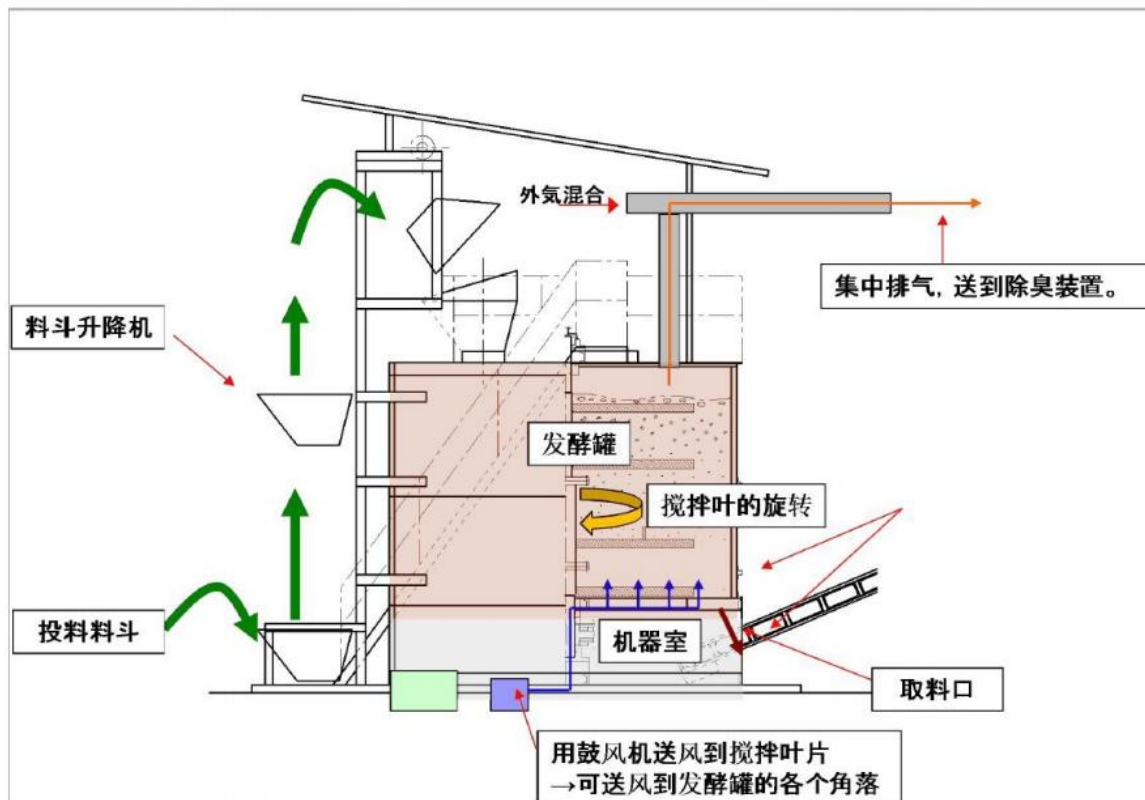 外気混合
集中排气, 送到除臭装置。
料斗升降机
发酵罐
搅拌叶的旋转
投料料斗
机器室
取料口
用鼓风机送风到搅拌叶片
→可送风到发酵罐的各个角落